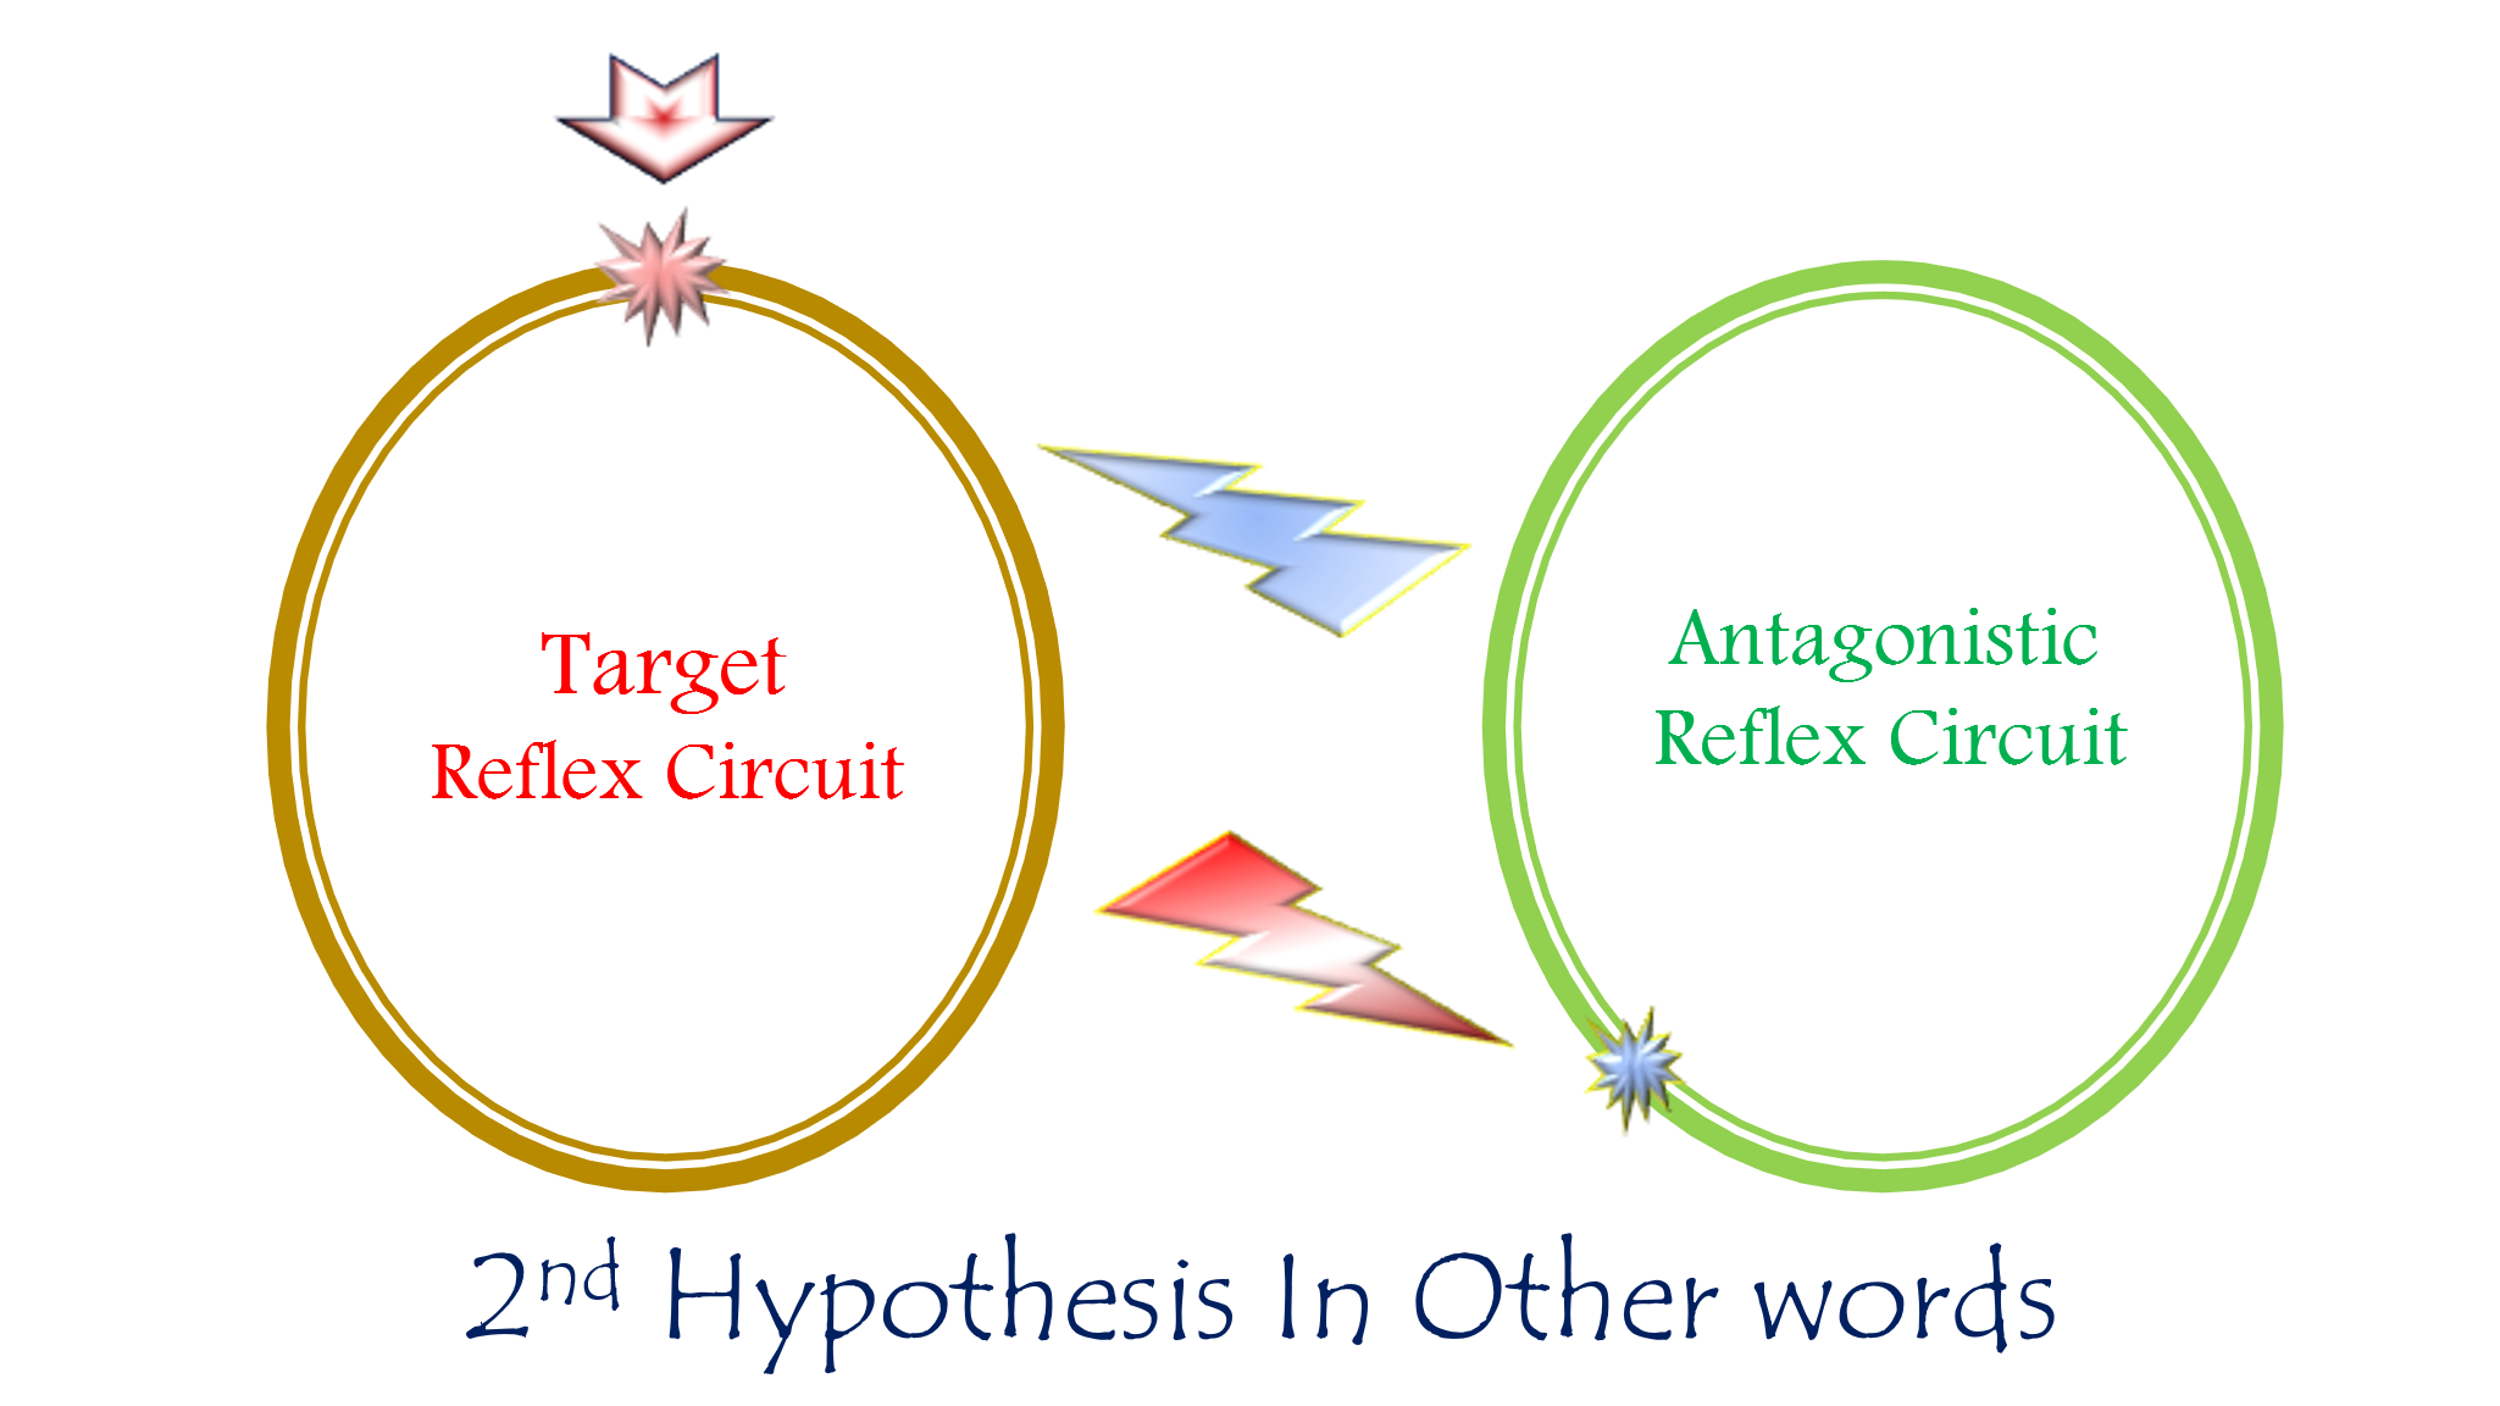 Target
Reflex Circuit
Antagonistic
Reflex Circuit
2nd Hypothesis In Other words